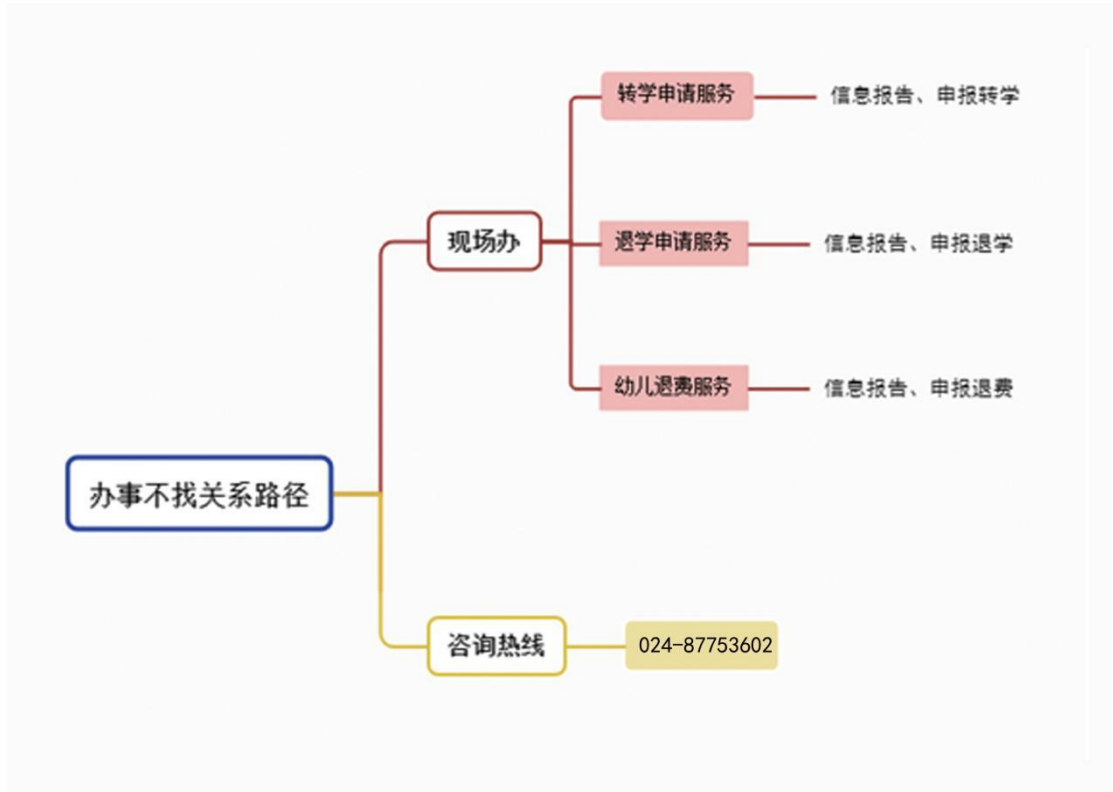 转学申请服务
信息报告、申报转学
现场办
退学申请服务
信息报告、申报退学
幼儿退费服务
信息报告、申报退费
办事不找关系路径
咨询热线
024-87753602